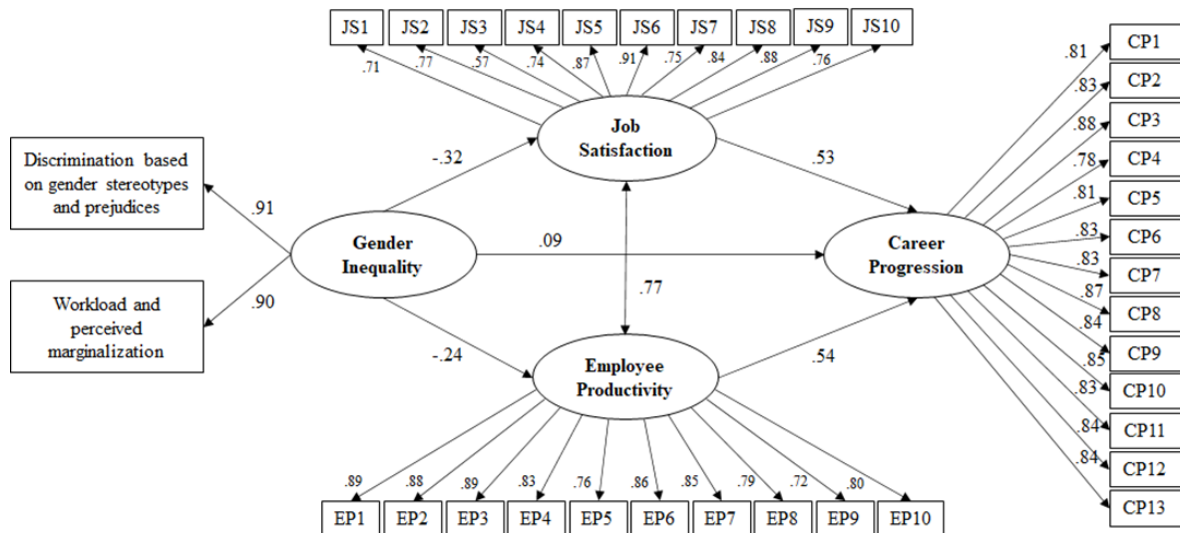 JS1 JS2 JS3 JS4 JS5 JS6 JS7 JS8 JS9 JS10
.71 .77 .57 .74 .87 .91 .75 .84 .88 .76
Job
Satisfaction
Discrimination based
on gender stereotypes
and prejudices
.91
Workload and
perceived
marginalization
.90
Gender
Inequality
-.32
.09
-.24
.77
.53
.54
Career
Progression
Employee
Productivity
.89 .88 .89 .83 .76 .86 .85 .79 .72 .80
EP1 EP2 EP3 EP4 EP5 EP6 EP7 EP8 EP9 EP10
.81 CP1
.83 CP2
.88 CP3
.78 CP4
.81 CP5
.83 CP6
.83 CP7
.87 CP8
.84 CP9
.85 CP10
.83 CP11
.84 CP12
.84 CP13